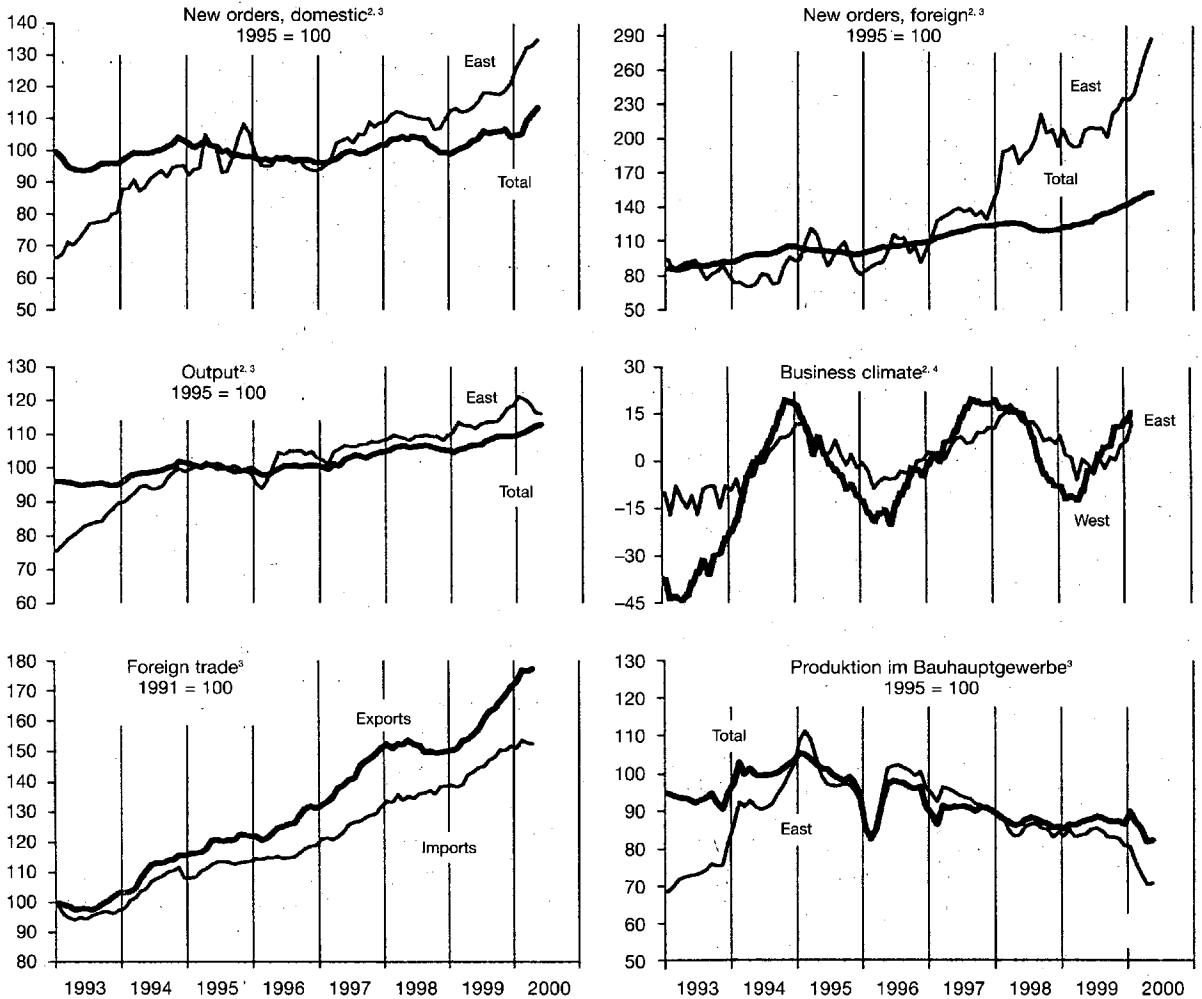 New orders, domestic²,³
1995 = 100
140
130
120
110
100
90
80
70
60
50
East
Total
New orders, foreign²,³
1995 = 100
290
260
230
200
170
140
110
80
50
East
Total
Output²,³
1995 = 100
130
120
110
100
90
80
70
60
East
Total
Business climate²,⁴
30
15
0
–15
–30
–45
East
West
Foreign trade³
1991 = 100
180
170
160
150
140
130
120
110
100
90
80
Exports
Imports
1993 1994 1995 1996 1997 1998 1999 2000
Produktion im Bauhauptgewerbe³
1995 = 100
130
120
110
100
90
80
70
60
50
Total
East
1993 1994 1995 1996 1997 1998 1999 2000